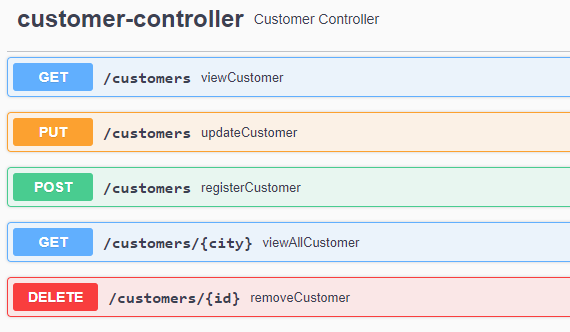 customer-controller Customer Controller
GET /customers viewCustomer
PUT /customers updateCustomer
POST /customers registerCustomer
GET /customers/{city} viewAllCustomer
DELETE /customers/{id} removeCustomer